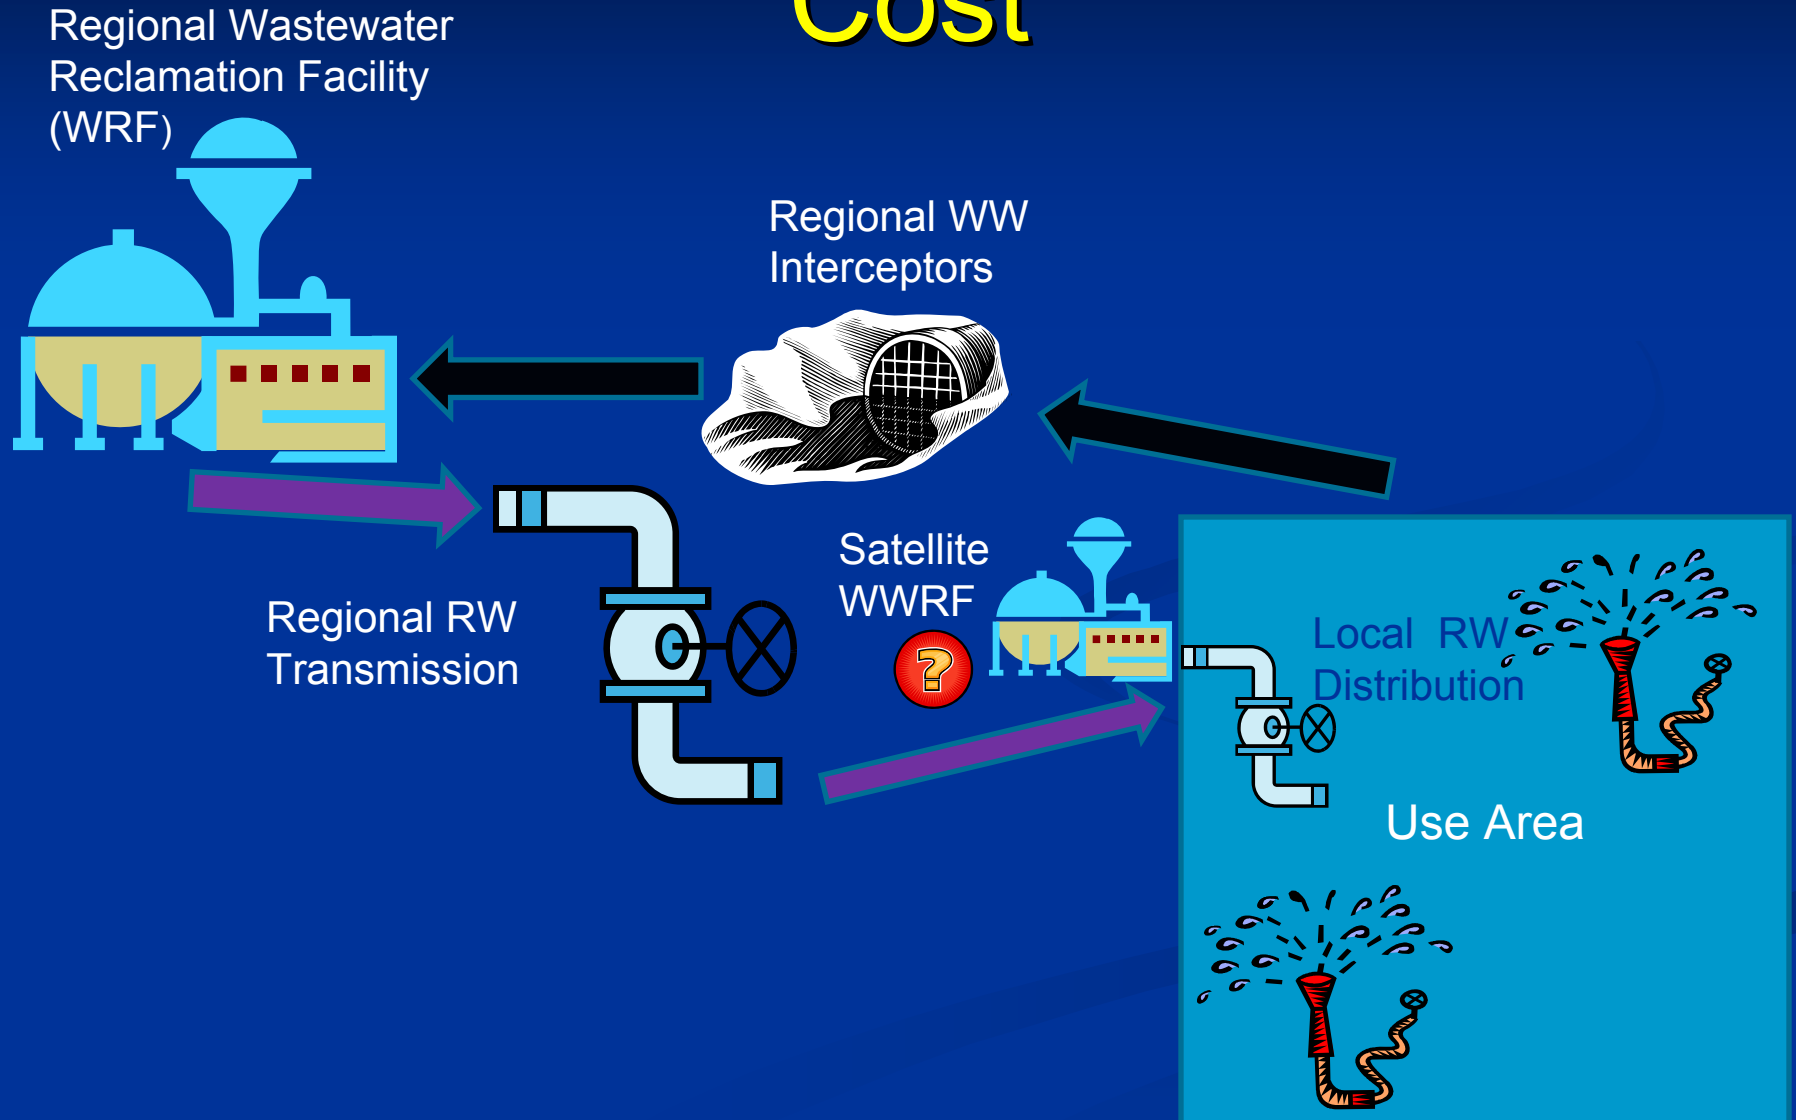 Cost
Regional Wastewater
Reclamation Facility
(WRF)
Regional WW
Interceptors
Satellite
WWRF
?
Regional RW
Transmission
Local RW
Distribution
Use Area